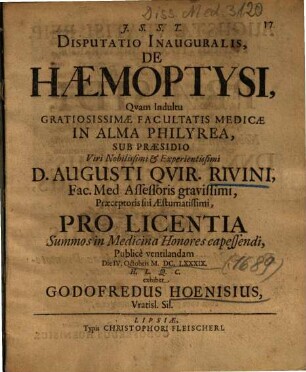 Diss. Med. 3120
17.
J. S. S. T.
DISPUTATIO INAUGURALIS,
DE
HÆMOPTYSI,
Qvam Indultu
GRATIOSISSIMÆ FACULTATIS MEDICÆ
IN ALMA PHILYREA,
SUB PRÆSIDIO
Viri Nobilissimi & Experientissimi
D. AUGUSTI QVIR. RIVINI,
Fac. Med Assessoris gravissimi,
Præceptoris sui Æstumatissimi,
PRO LICENTIA
Summos in Medicina Honores capessendi,
Publicè ventilandam
Die IV. Octobris M. DC. LXXXIX.
(1689)
H. L. Q. C.
exhibet
GODOFREDUS HOENISIUS,
Vratisl. Sil.
LIPSIÆ,
Typis CHRISTOPHORI FLEISCHERI.